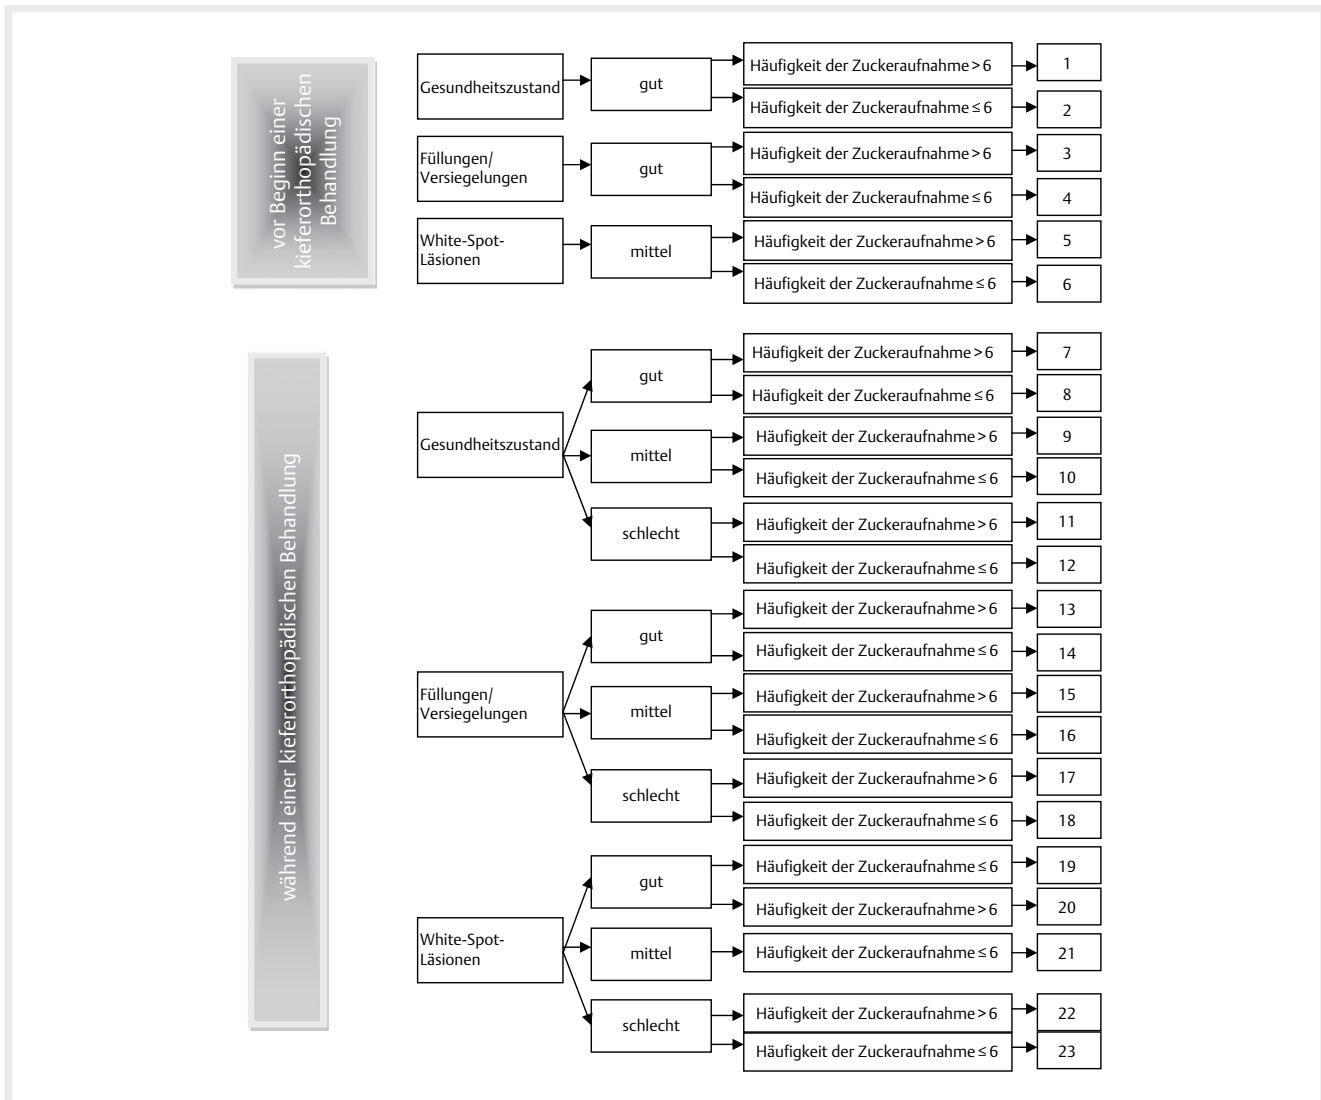 vor Beginn einer
kieferorthopädischen
Behandlung
Gesundheitszustand
gut
Häufigkeit der Zuckeraufnahme > 6
1
Häufigkeit der Zuckeraufnahme ≤ 6
2
Füllungen/
Versiegelungen
gut
Häufigkeit der Zuckeraufnahme > 6
3
Häufigkeit der Zuckeraufnahme ≤ 6
4
White-Spot-
Läsionen
mittel
Häufigkeit der Zuckeraufnahme > 6
5
Häufigkeit der Zuckeraufnahme ≤ 6
6
während einer kieferorthopädischen Behandlung
Gesundheitszustand
gut
Häufigkeit der Zuckeraufnahme > 6
7
Häufigkeit der Zuckeraufnahme ≤ 6
8
mittel
Häufigkeit der Zuckeraufnahme > 6
9
Häufigkeit der Zuckeraufnahme ≤ 6
10
schlecht
Häufigkeit der Zuckeraufnahme > 6
11
Häufigkeit der Zuckeraufnahme ≤ 6
12
Füllungen/
Versiegelungen
gut
Häufigkeit der Zuckeraufnahme > 6
13
Häufigkeit der Zuckeraufnahme ≤ 6
14
mittel
Häufigkeit der Zuckeraufnahme > 6
15
Häufigkeit der Zuckeraufnahme ≤ 6
16
schlecht
Häufigkeit der Zuckeraufnahme > 6
17
Häufigkeit der Zuckeraufnahme ≤ 6
18
White-Spot-
Läsionen
gut
Häufigkeit der Zuckeraufnahme ≤ 6
19
Häufigkeit der Zuckeraufnahme > 6
20
mittel
Häufigkeit der Zuckeraufnahme ≤ 6
21
schlecht
Häufigkeit der Zuckeraufnahme > 6
22
Häufigkeit der Zuckeraufnahme ≤ 6
23